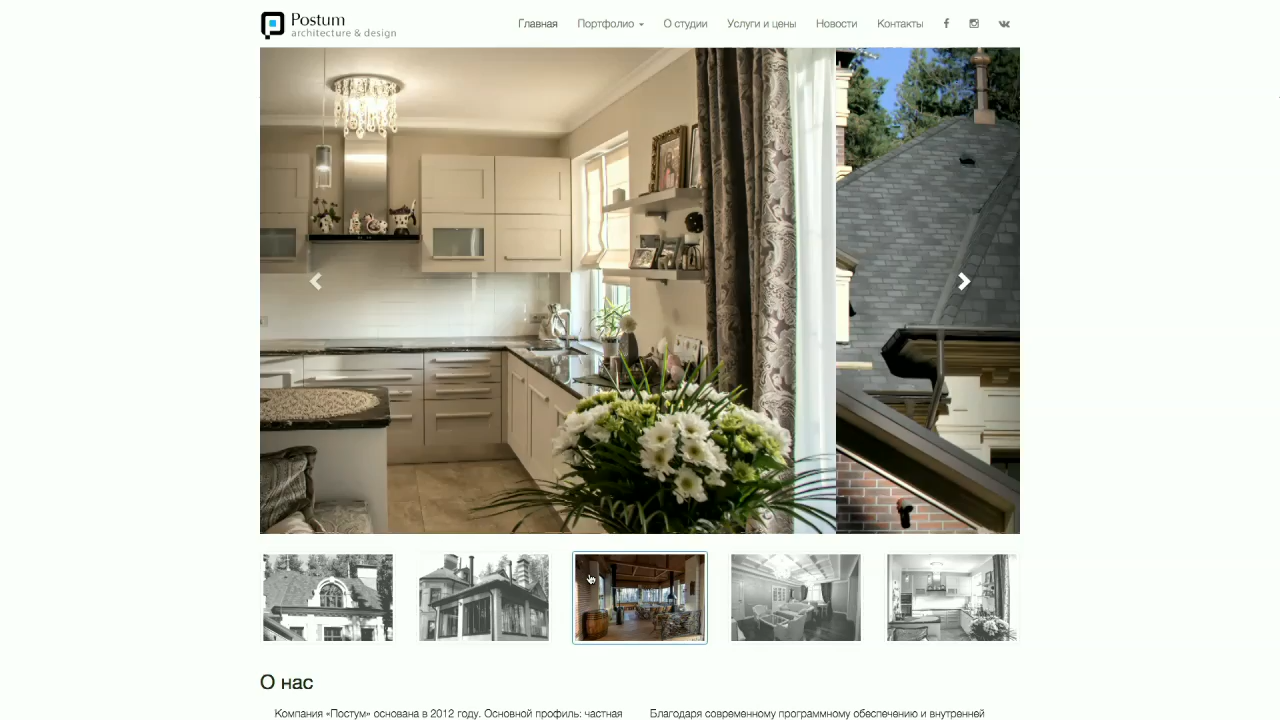 Postum
architecture & design
Главная Портфолио О студии Услуги и цены Новости Контакты
О нас
Компания «Постум» основана в 2012 году. Основной профиль: частная
Благодаря современному программному обеспечению и внутренней